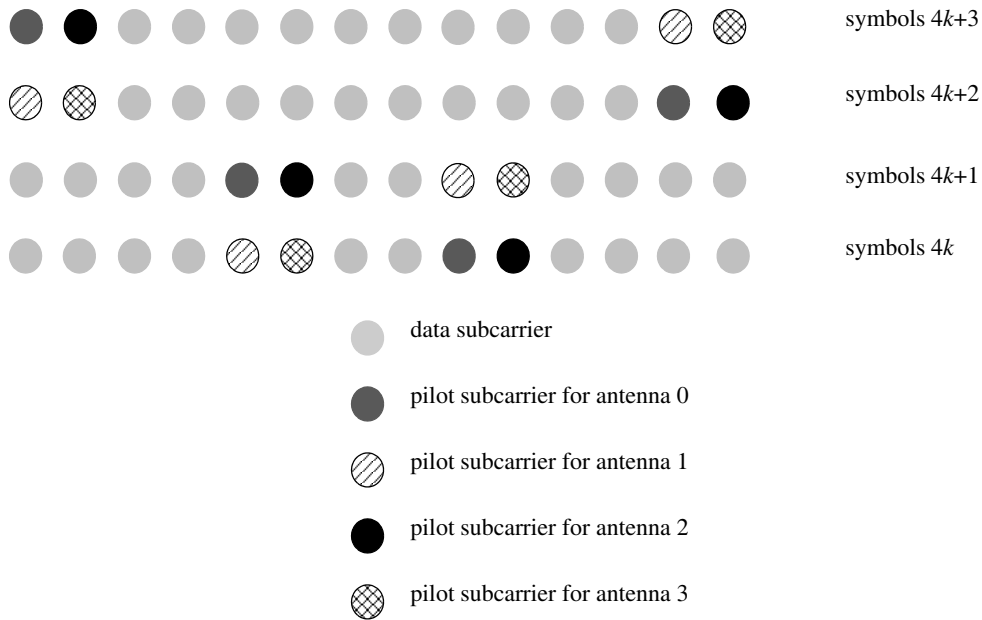 symbols 4k+3
symbols 4k+2
symbols 4k+1
symbols 4k
data subcarrier
pilot subcarrier for antenna 0
pilot subcarrier for antenna 1
pilot subcarrier for antenna 2
pilot subcarrier for antenna 3